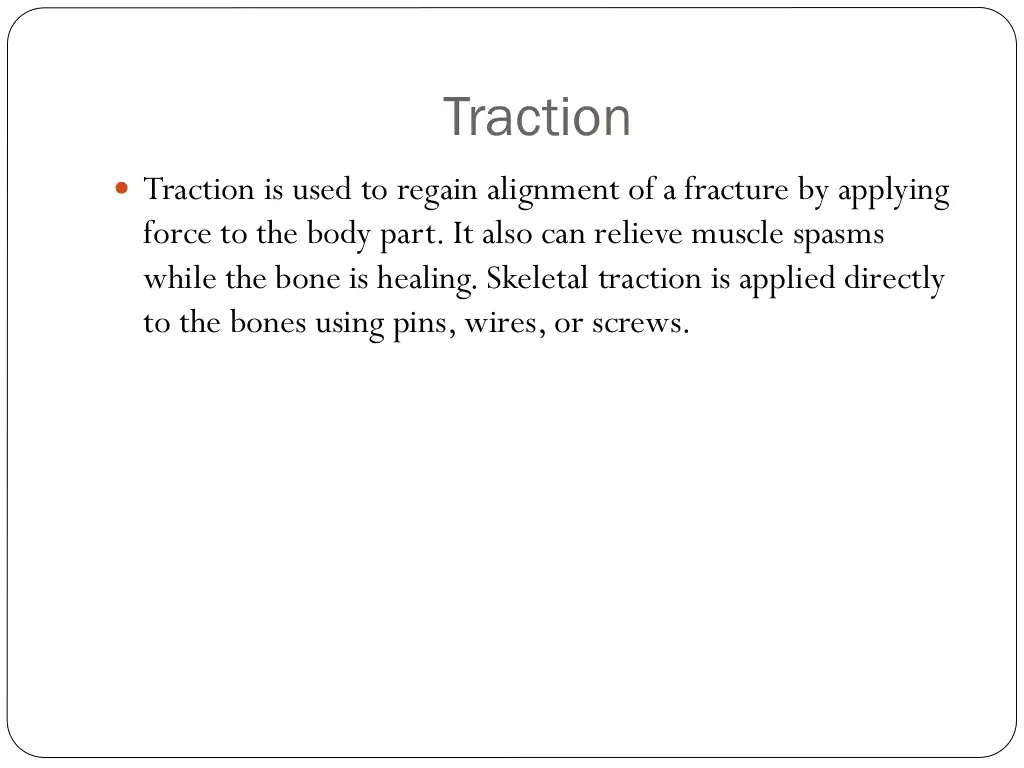 Traction
• Traction is used to regain alignment of a fracture by applying
force to the body part. It also can relieve muscle spasms
while the bone is healing. Skeletal traction is applied directly
to the bones using pins, wires, or screws.